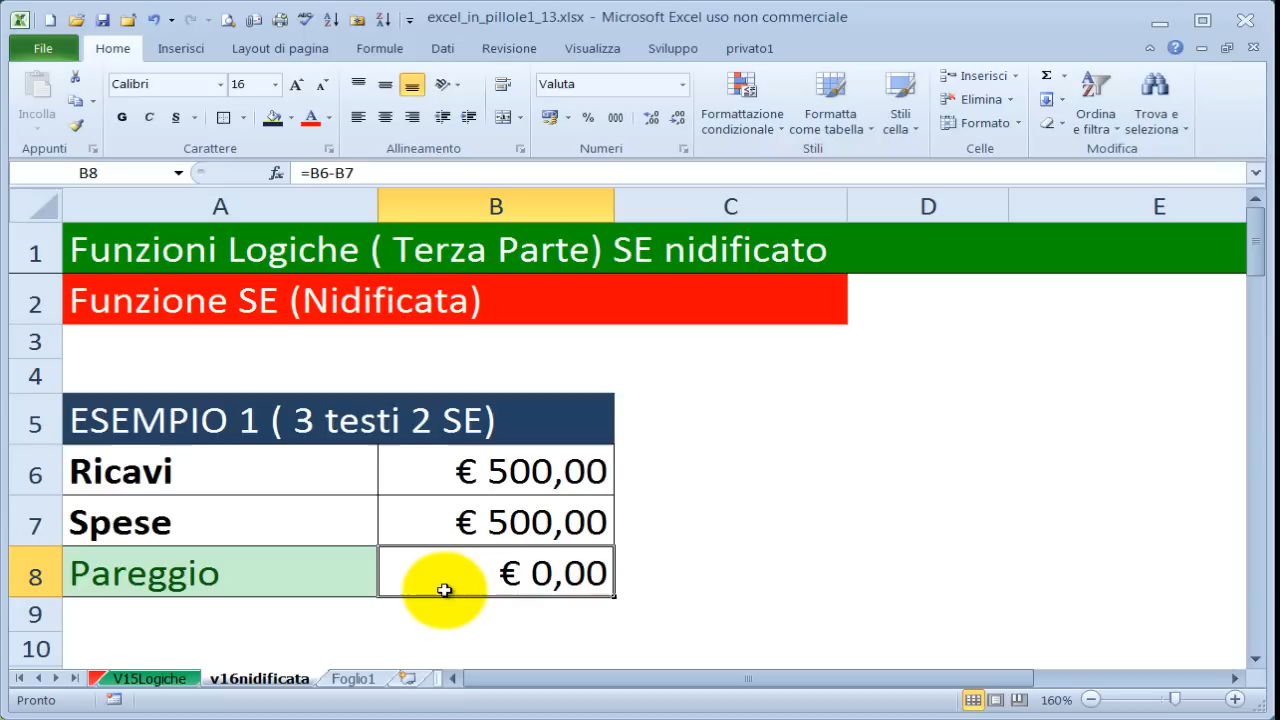 excel_in_pillole1_13.xlsx - Microsoft Excel uso non commerciale
File Home Inserisci Layout di pagina Formule Dati Revisione Visualizza Sviluppo privato1
Incolla
Calibri 16
G C S
Valuta
% 000
Formattazione condizionale
Formatta come tabella
Stili cella
Inserisci
Elimina
Formato
Σ
Ordina e filtra
Trova e seleziona
Appunti Carattere Allineamento Numeri Stili Celle Modifica
B8 fx =B6-B7
A B C D E
1 Funzioni Logiche ( Terza Parte) SE nidificato
2 Funzione SE (Nidificata)
3
4
5 ESEMPIO 1 ( 3 testi 2 SE)
6 Ricavi € 500,00
7 Spese € 500,00
8 Pareggio € 0,00
9
10
V15Logiche v16nidificata Foglio1
Pronto 160%